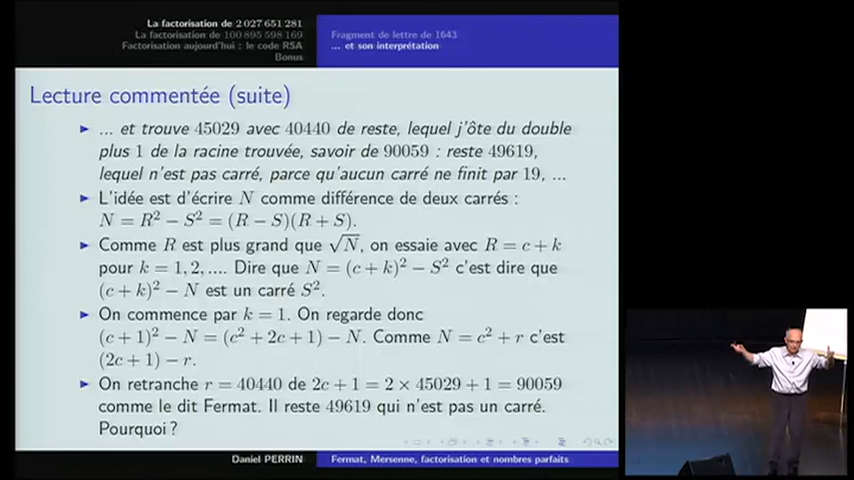 La factorisation de 2 027 651 281
La factorisation de 100 895 598 169
Factorisation aujourd'hui : le code RSA
Bonus
Fragment de lettre de 1643
... et son interprétation
Lecture commentée (suite)
... et trouve 45029 avec 40440 de reste, lequel j'ôte du double
plus 1 de la racine trouvée, savoir de 90059 : reste 49619,
lequel n'est pas carré, parce qu'aucun carré ne finit par 19, ...
L'idée est d'écrire N comme différence de deux carrés :
N = R² − S² = (R − S)(R + S).
Comme R est plus grand que √N, on essaie avec R = c + k
pour k = 1, 2, .... Dire que N = (c + k)² − S² c'est dire que
(c + k)² − N est un carré S².
On commence par k = 1. On regarde donc
(c + 1)² − N = (c² + 2c + 1) − N. Comme N = c² + r c'est
(2c + 1) − r.
On retranche r = 40440 de 2c + 1 = 2 × 45029 + 1 = 90059
comme le dit Fermat. Il reste 49619 qui n'est pas un carré.
Pourquoi ?
Daniel PERRIN
Fermat, Mersenne, factorisation et nombres parfaits